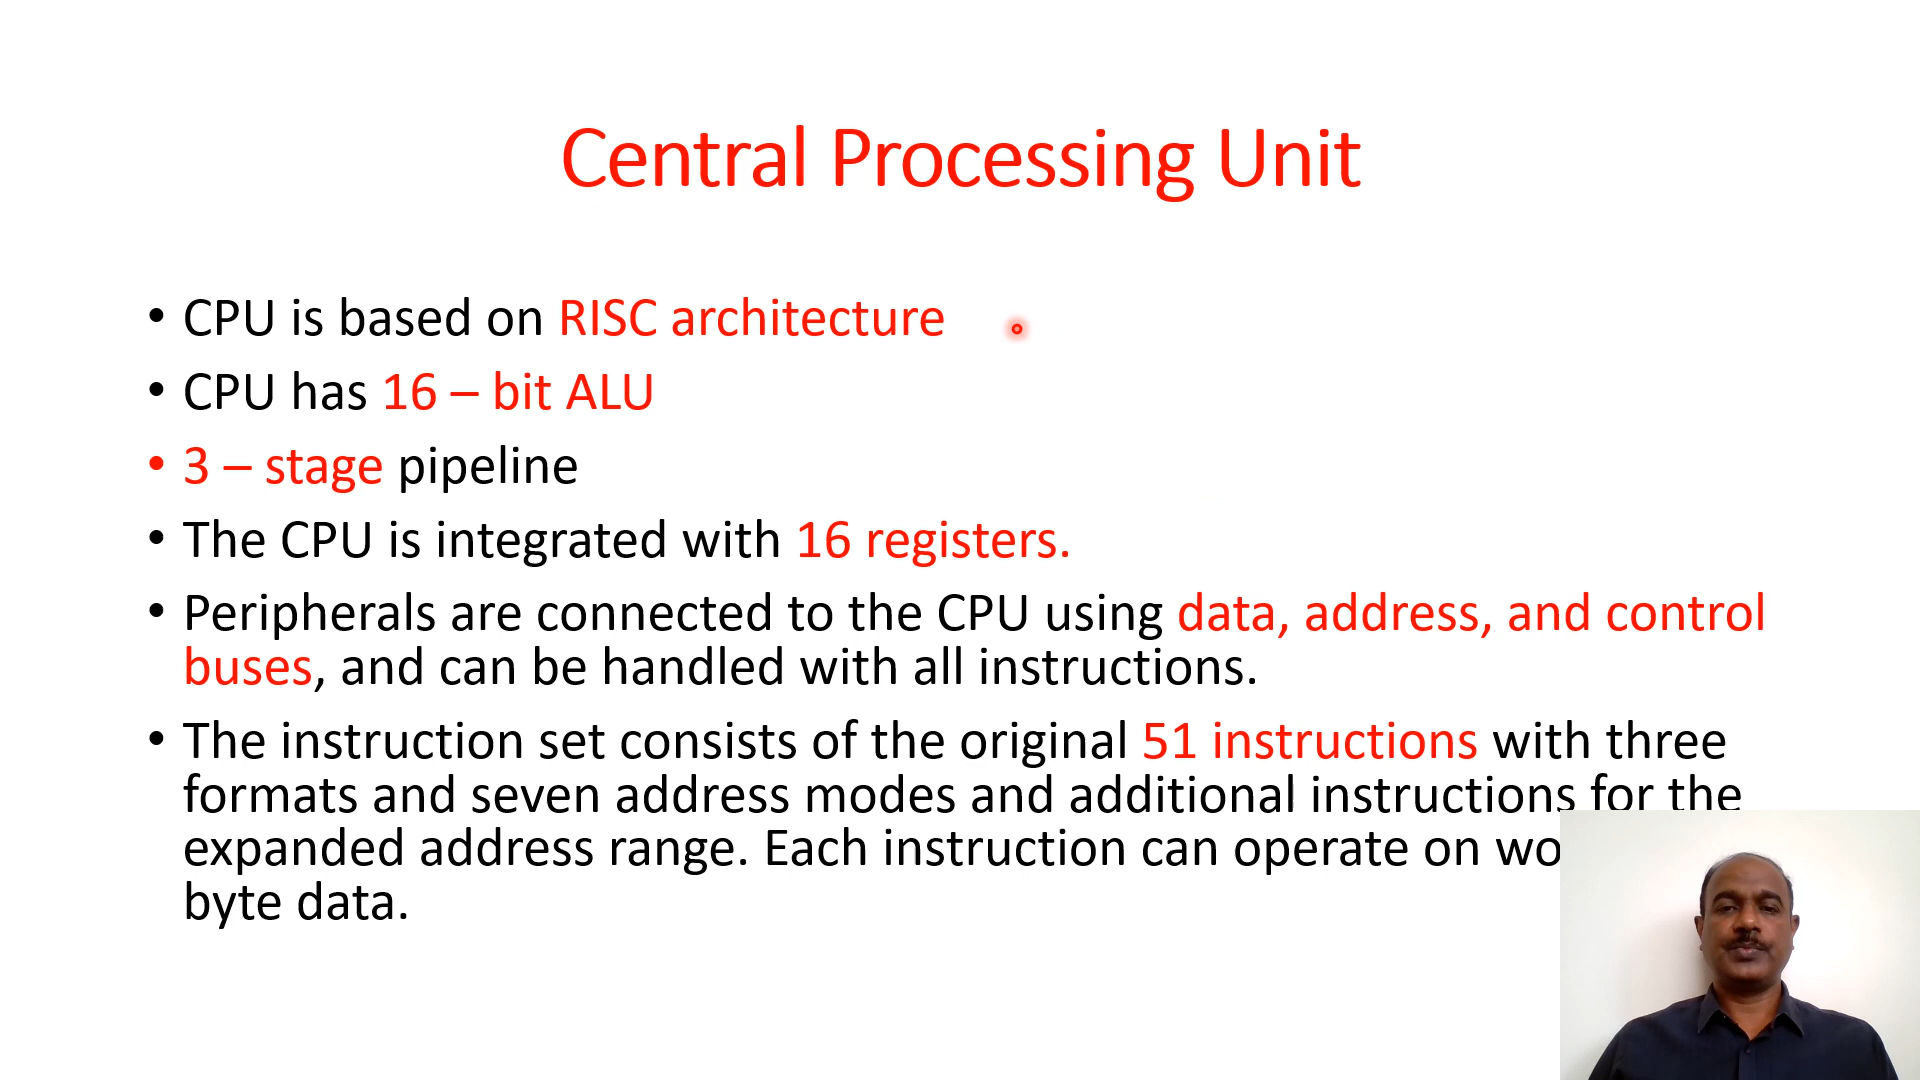 Central Processing Unit
• CPU is based on RISC architecture
• CPU has 16 – bit ALU
• 3 – stage pipeline
• The CPU is integrated with 16 registers.
• Peripherals are connected to the CPU using data, address, and control
buses, and can be handled with all instructions.
• The instruction set consists of the original 51 instructions with three
formats and seven address modes and additional instructions for the
expanded address range. Each instruction can operate on
byte data.